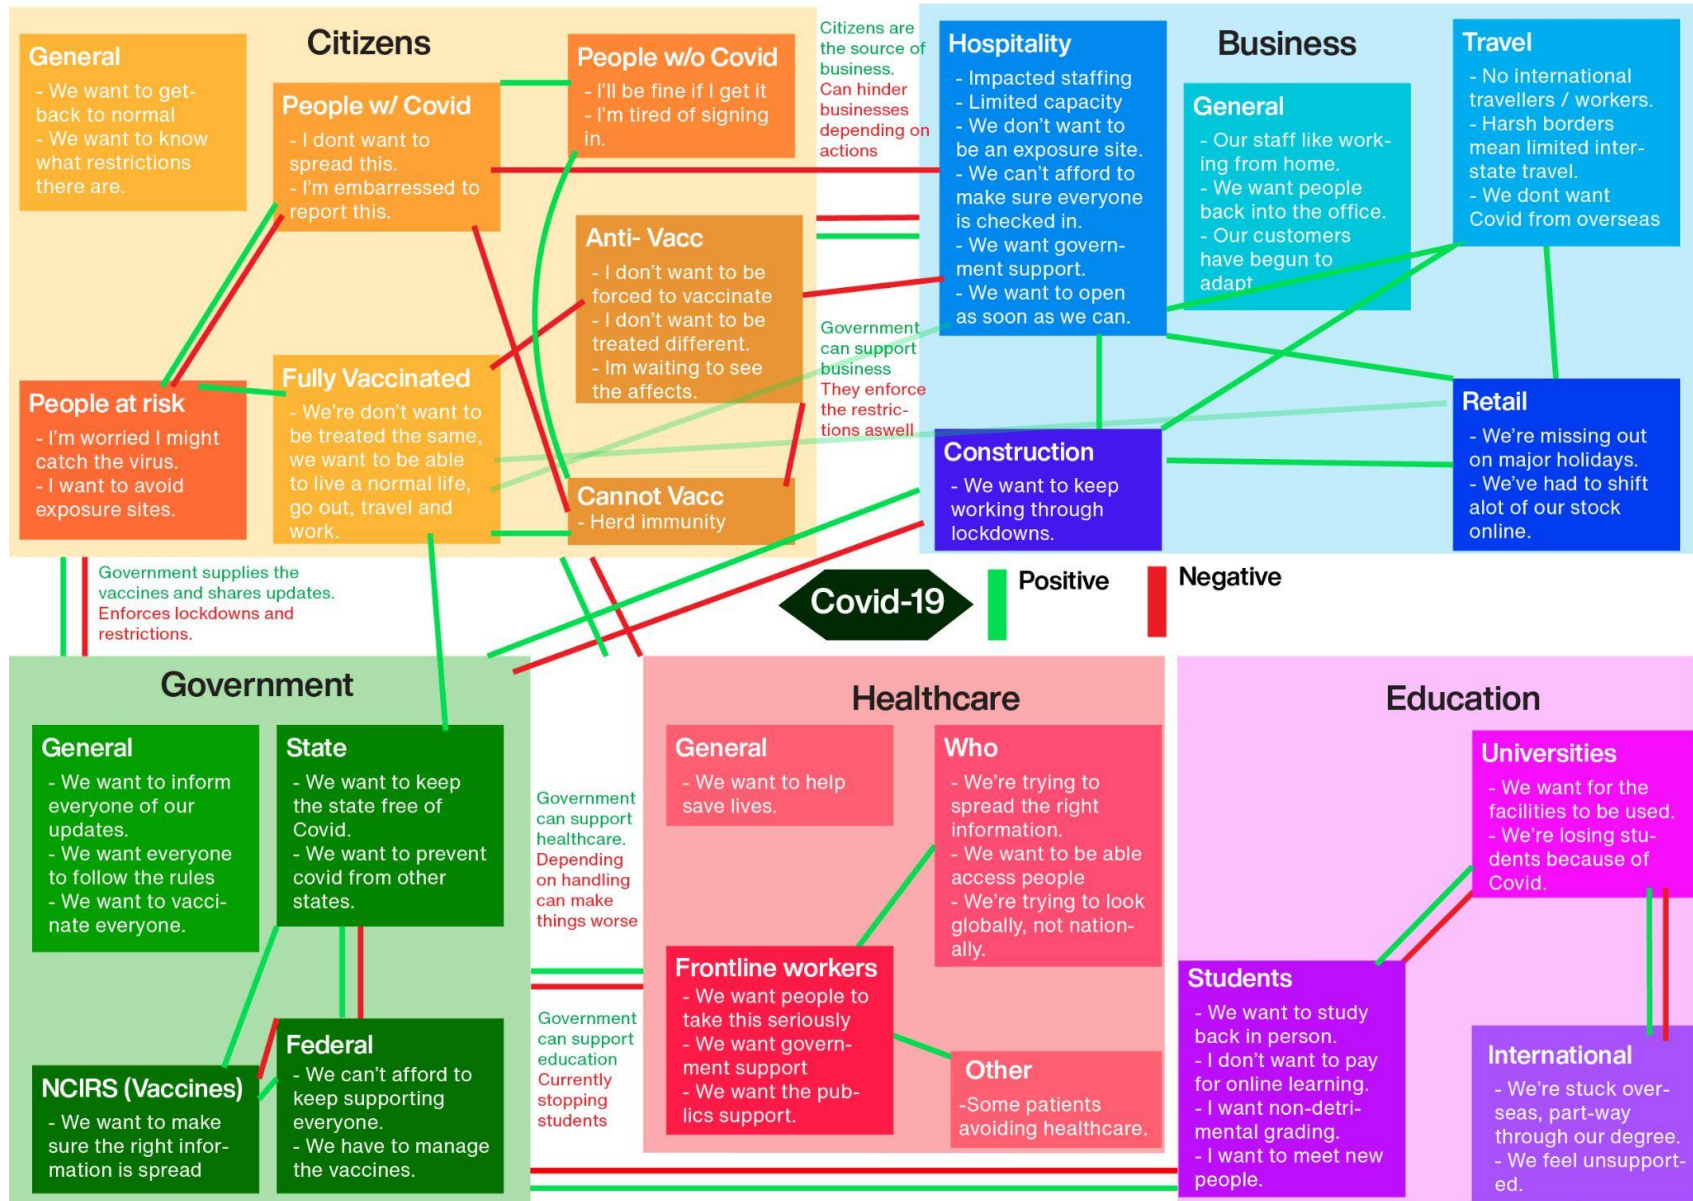 Citizens
General
- We want to get-
back to normal
- We want to know
what restrictions
there are.
People w/ Covid
- I dont want to
spread this.
- I'm embarressed to
report this.
People w/o Covid
- I'll be fine if I get it
- I'm tired of signing
in.
Anti- Vacc
- I don't want to be
forced to vaccinate
- I don't want to be
treated different.
- Im waiting to see
the affects.
People at risk
- I'm worried I might
catch the virus.
- I want to avoid
exposure sites.
Fully Vaccinated
- We're don't want to
be treated the same,
we want to be able
to live a normal life,
go out, travel and
work.
Cannot Vacc
- Herd immunity
Citizens are
the source of
business.
Can hinder
businesses
depending on
actions
Government
can support
business
They enforce
the restric-
tions aswell
Business
Hospitality
- Impacted staffing
- Limited capacity
- We don't want to
be an exposure site.
- We can't afford to
make sure everyone
is checked in.
- We want govern-
ment support.
- We want to open
as soon as we can.
General
- Our staff like work-
ing from home.
- We want people
back into the office.
- Our customers
have begun to
adapt
Travel
- No international
travellers / workers.
- Harsh borders
mean limited inter-
state travel.
- We dont want
Covid from overseas
Construction
- We want to keep
working through
lockdowns.
Retail
- We're missing out
on major holidays.
- We've had to shift
alot of our stock
online.
Government supplies the
vaccines and shares updates.
Enforces lockdowns and
restrictions.
Covid-19
Positive
Negative
Government
General
- We want to inform
everyone of our
updates.
- We want everyone
to follow the rules
- We want to vacci-
nate everyone.
State
- We want to keep
the state free of
Covid.
- We want to prevent
covid from other
states.
NCIRS (Vaccines)
- We want to make
sure the right infor-
mation is spread
Federal
- We can't afford to
keep supporting
everyone.
- We have to manage
the vaccines.
Government
can support
healthcare.
Depending
on handling
can make
things worse
Government
can support
education
Currently
stopping
students
Healthcare
General
- We want to help
save lives.
Who
- We're trying to
spread the right
information.
- We want to be able
access people
- We're trying to look
globally, not nation-
ally.
Frontline workers
- We want people to
take this seriously
- We want govern-
ment support
- We want the pub-
lics support.
Other
-Some patients
avoiding healthcare.
Education
Universities
- We want for the
facilities to be used.
- We're losing stu-
dents because of
Covid.
Students
- We want to study
back in person.
- I don't want to pay
for online learning.
- I want non-detri-
mental grading.
- I want to meet new
people.
International
- We're stuck over-
seas, part-way
through our degree.
- We feel unsupport-
ed.